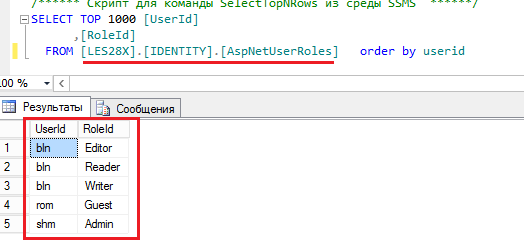 /****** Скрипт для команды SelectTopNRows из среды SSMS ******/
SELECT TOP 1000 [UserId]
,[RoleId]
FROM [LES28X].[IDENTITY].[AspNetUserRoles] order by userid
100 %
Результаты Сообщения
UserId RoleId
1 bln Editor
2 bln Reader
3 bln Writer
4 rom Guest
5 shm Admin